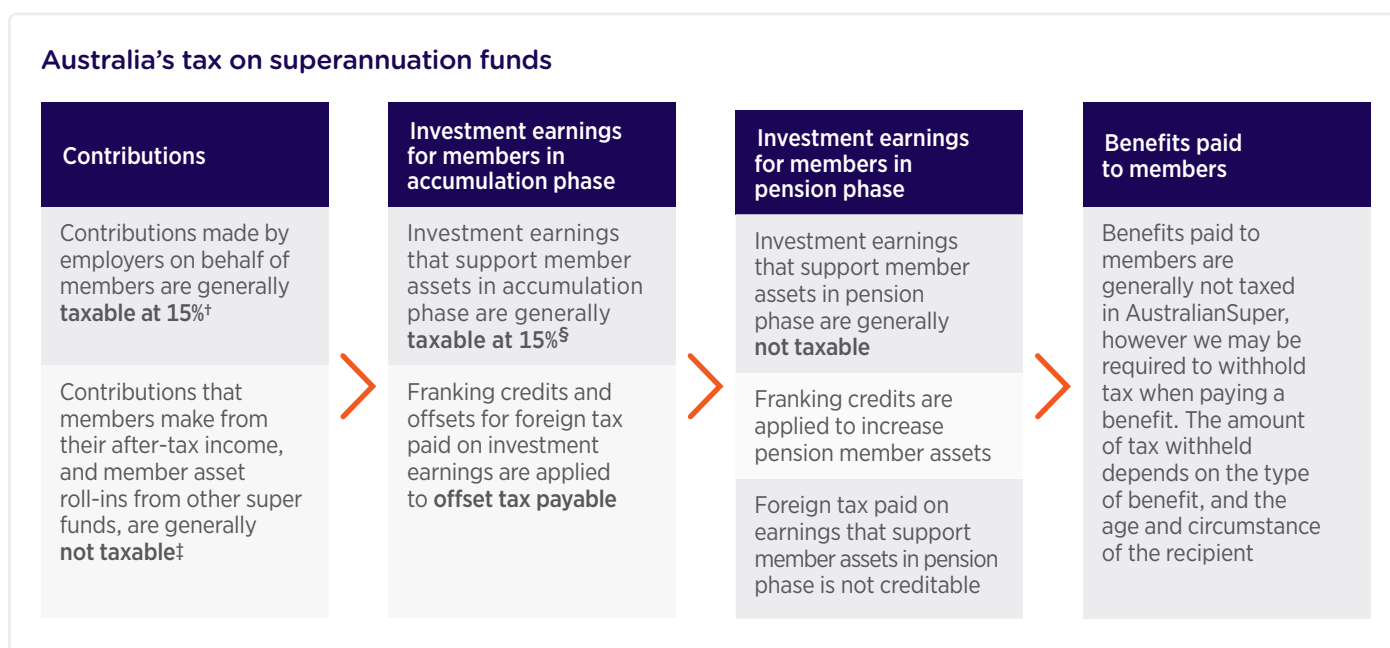 Australia's tax on superannuation funds
Contributions
Contributions made by
employers on behalf of
members are generally
taxable at 15%†
Contributions that
members make from
their after-tax income,
and member asset
roll-ins from other super
funds, are generally
not taxable‡
Investment earnings
for members in
accumulation phase
Investment earnings
that support member
assets in accumulation
phase are generally
taxable at 15%§
Franking credits and
offsets for foreign tax
paid on investment
earnings are applied
to offset tax payable
Investment earnings
for members in
pension phase
Investment earnings
that support member
assets in pension
phase are generally
not taxable
Franking credits are
applied to increase
pension member assets
Foreign tax paid on
earnings that support
member assets in pension
phase is not creditable
Benefits paid
to members
Benefits paid to
members are
generally not taxed
in AustralianSuper,
however we may be
required to withhold
tax when paying a
benefit. The amount
of tax withheld
depends on the type
of benefit, and the
age and circumstance
of the recipient